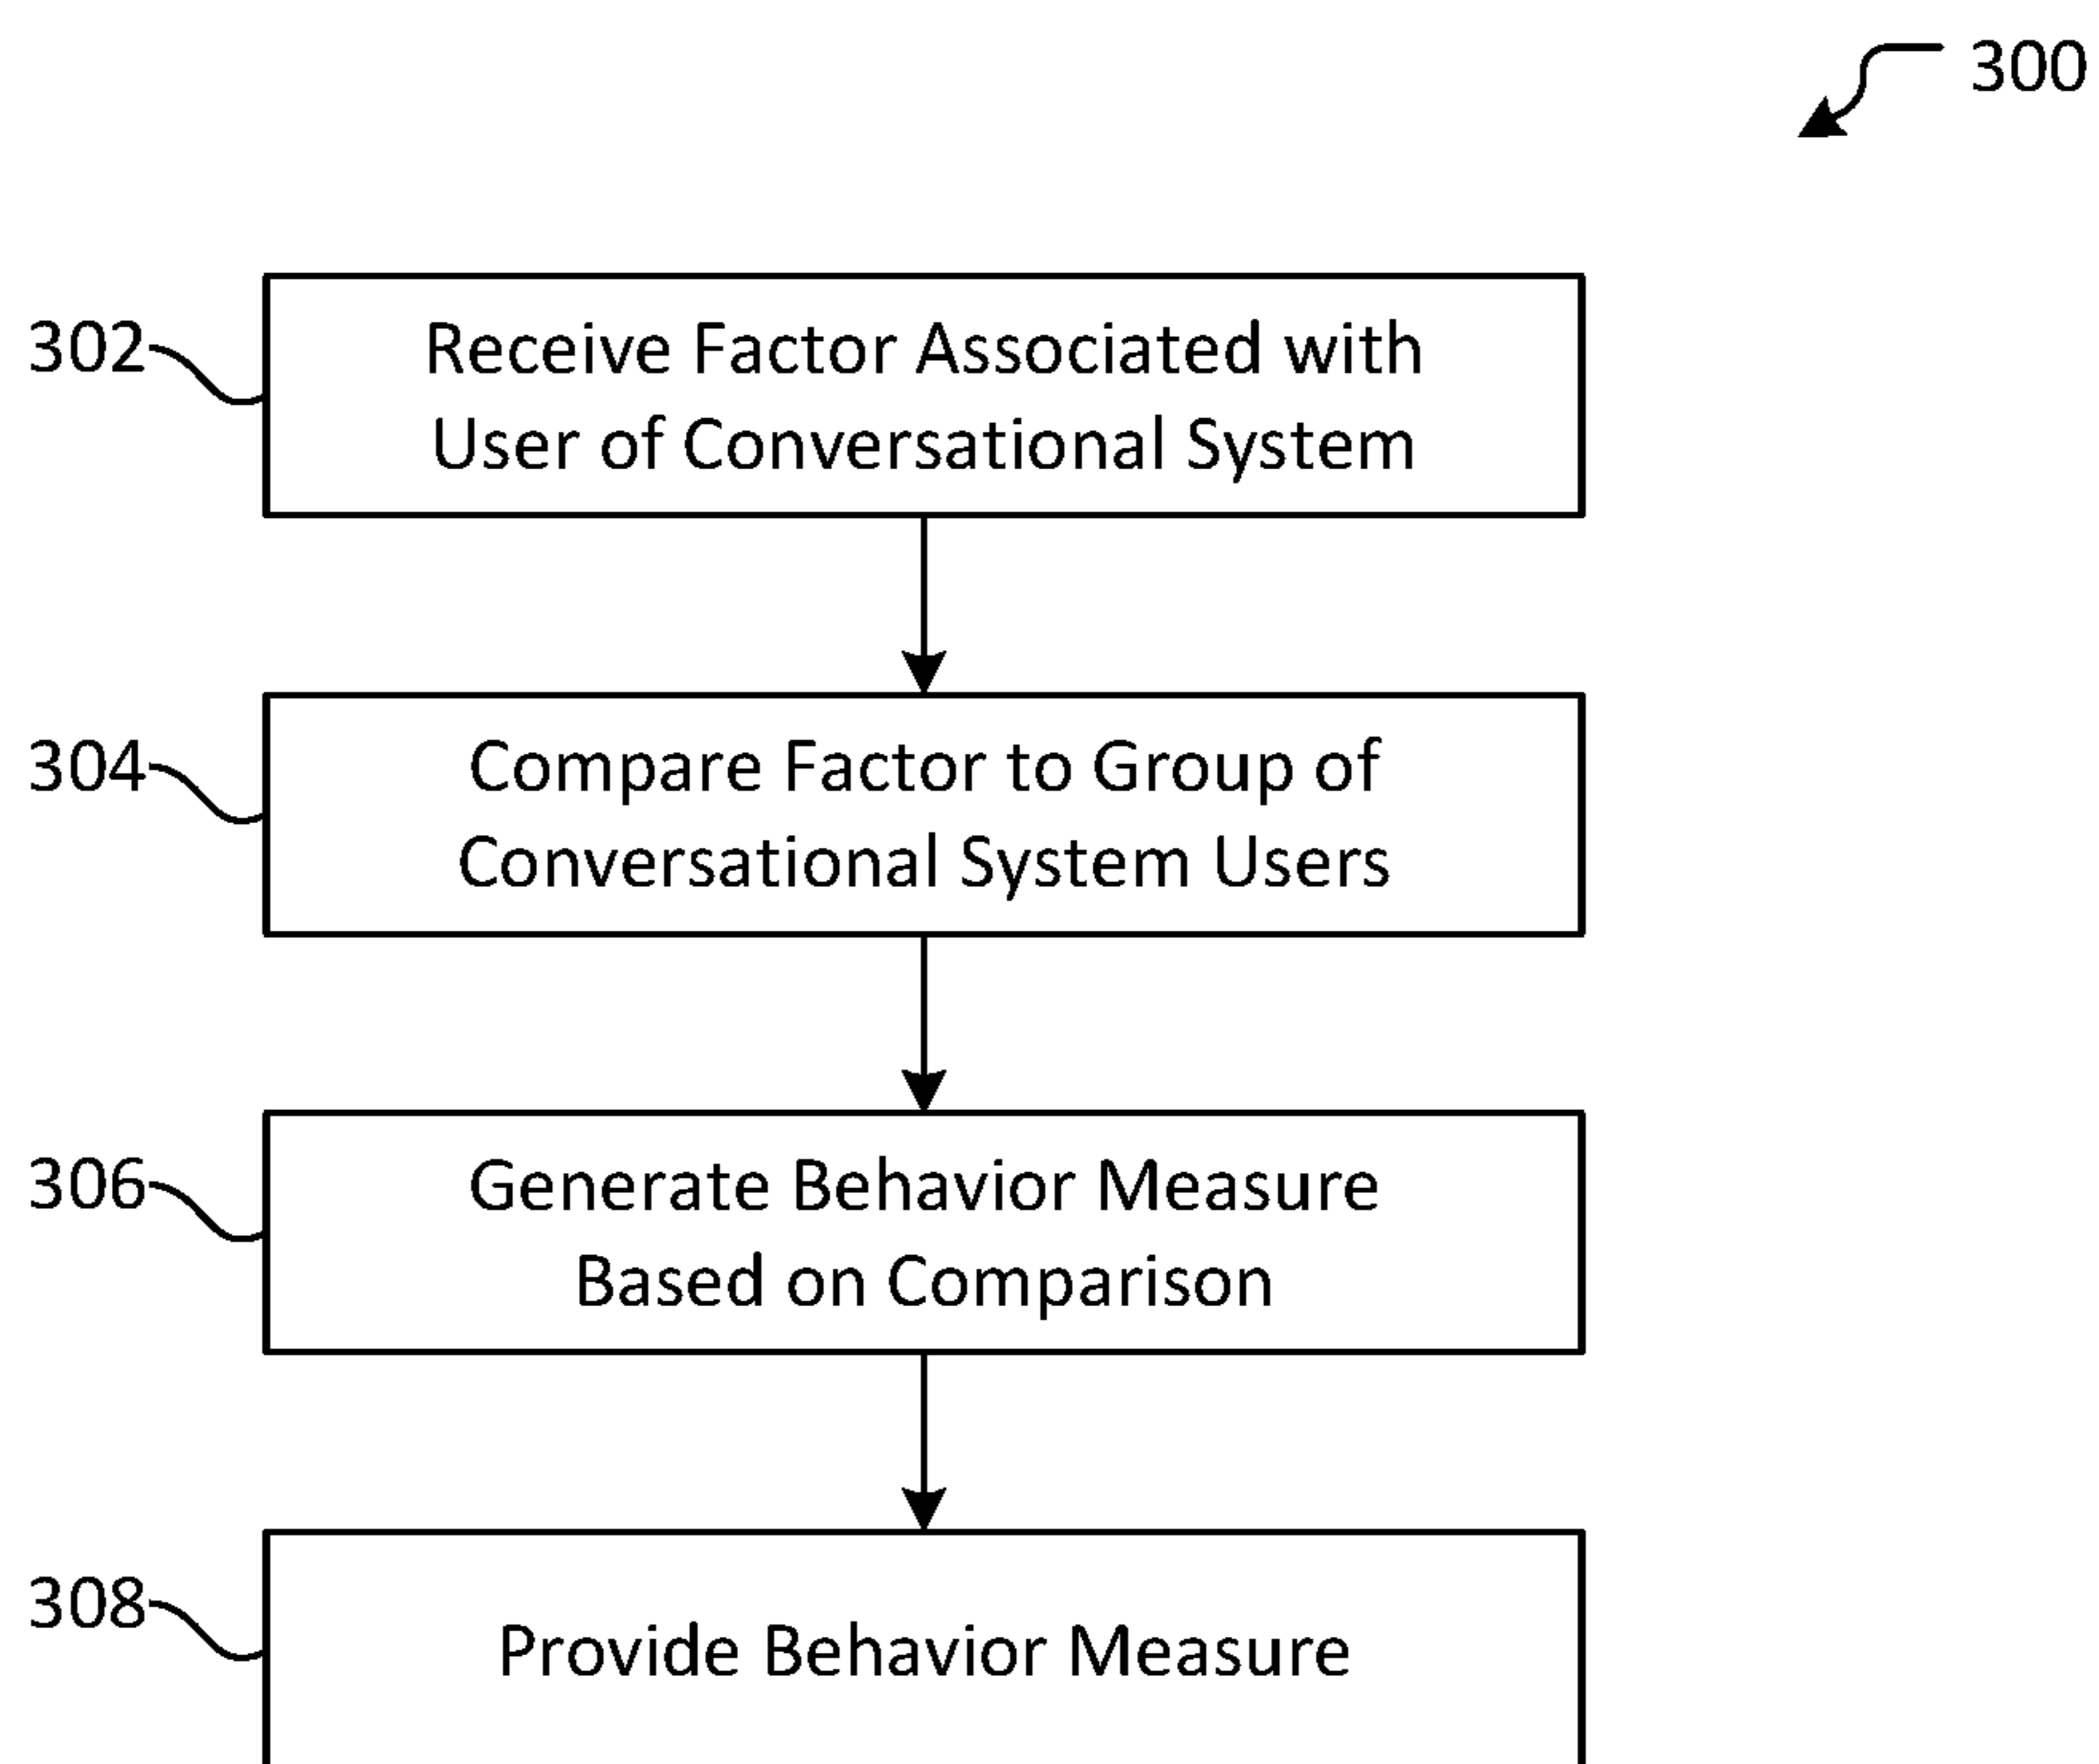 300
302
Receive Factor Associated with
User of Conversational System
304
Compare Factor to Group of
Conversational System Users
306
Generate Behavior Measure
Based on Comparison
308
Provide Behavior Measure